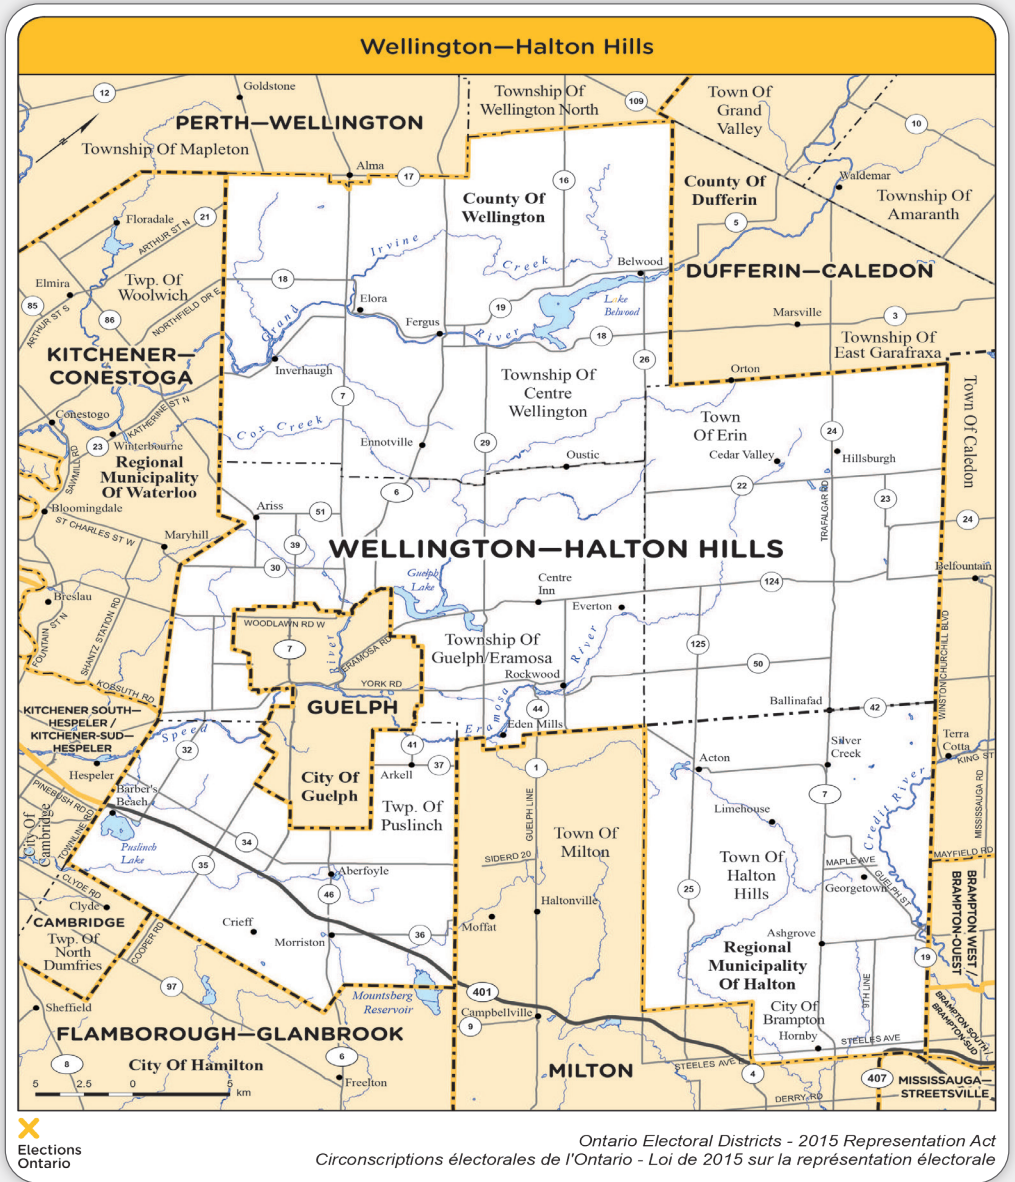 Wellington—Halton Hills
12
Goldstone
Township Of
Wellington North
109
Town Of
Grand
Valley
10
PERTH—WELLINGTON
Township Of Mapleton
Alma
17
16
County Of
Wellington
County Of
Dufferin
Waldemar
Township Of
Amaranth
5
Floradale
21
ARTHUR ST N
Irvine
Creek
Belwood
DUFFERIN—CALEDON
Elmira
Twp. Of
Woolwich
18
85
ARTHUR ST S
86
NORTHFIELD DR E
Elora
Grand
Fergus
River
19
Lake
Belwood
18
Marsville
3
Township Of
East Garafraxa
KITCHENER—
CONESTOGA
Inverhaugh
26
Orton
Township Of
Centre
Wellington
7
Conestogo
KATHERINE ST N
23
Winterbourne
SAWMILL RD
Cox Creek
Ennotville
29
Town
Of Erin
24
Town Of Caledon
Cedar Valley
Hillsburgh
Regional
Municipality
Of Waterloo
Oustic
6
22
TRAFALGAR RD
23
Bloomingdale
Ariss
51
24
ST CHARLES ST W
Maryhill
39
WELLINGTON—HALTON HILLS
30
Guelph
Lake
Centre
Inn
124
Belfountain
Breslau
FOUNTAIN
ST N
SHANTZ STATION RD
Everton
WOODLAWN RD W
7
River
ERAMOSA RD
Township Of
Guelph/Eramosa
River
Rockwood
125
50
WINSTON CHURCHILL BLVD
KOSSUTH RD
YORK RD
GUELPH
Eramosa
44
Eden Mills
Ballinafad
42
KITCHENER SOUTH—
HESPELER /
KITCHENER-SUD—
HESPELER
Speed
32
41
37
Arkell
Silver
Creek
Terra
Cotta
KING ST
Hespeler
City Of
Guelph
1
Acton
PINEBUSH RD
Barber's
Beach
Twp. Of
Puslinch
7
Credit River
MISSISSAUGA RD
City Of
Cambridge
TOWNLINE RD
Puslinch
Lake
34
GUELPH LINE
Limehouse
Town Of
Milton
35
SIDERD 20
Town Of
Halton
Hills
MAPLE AVE
MAYFIELD RD
CLYDE RD
Aberfoyle
46
25
Georgetown
GUELPH ST
Clyde
CAMBRIDGE
Twp. Of
North
Dumfries
COOPER RD
Crieff
Morriston
36
Moffat
Haltonville
Ashgrove
BRAMPTON WEST /
BRAMPTON-OUEST
Regional
Municipality
Of Halton
19
97
Mountsberg
Reservoir
401
9TH LINE
Sheffield
9
Campbellville
City Of
Brampton
Hornby
STEELES AVE
BRAMPTON SOUTH /
BRAMPTON-SUD
FLAMBOROUGH—GLANBROOK
8
City Of Hamilton
6
Freelton
MILTON
STEELES AVE E
4
407
MISSISSAUGA—
STREETSVILLE
DERRY RD
5 2.5 0 5 km
Elections
Ontario
Ontario Electoral Districts - 2015 Representation Act
Circonscriptions électorales de l'Ontario - Loi de 2015 sur la représentation électorale